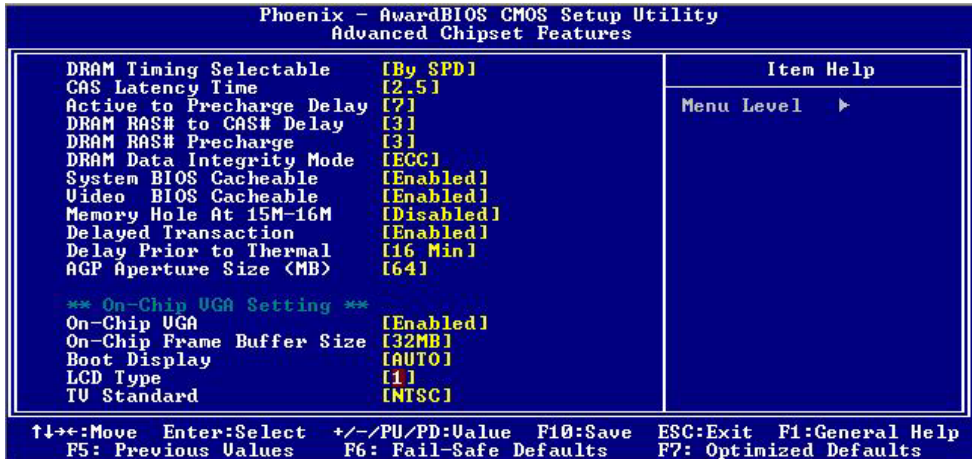 Phoenix - AwardBIOS CMOS Setup Utility
Advanced Chipset Features
DRAM Timing Selectable [By SPD]
CAS Latency Time [2.5]
Active to Precharge Delay [7]
DRAM RAS# to CAS# Delay [3]
DRAM RAS# Precharge [3]
DRAM Data Integrity Mode [ECC]
System BIOS Cacheable [Enabled]
Video BIOS Cacheable [Enabled]
Memory Hole At 15M-16M [Disabled]
Delayed Transaction [Enabled]
Delay Prior to Thermal [16 Min]
AGP Aperture Size (MB) [64]
** On-Chip VGA Setting **
On-Chip VGA [Enabled]
On-Chip Frame Buffer Size [32MB]
Boot Display [AUTO]
LCD Type [1]
TV Standard [NTSC]
Item Help
Menu Level ▶
↑↓→←:Move Enter:Select +/-/PU/PD:Value F10:Save ESC:Exit F1:General Help
F5: Previous Values F6: Fail-Safe Defaults F7: Optimized Defaults